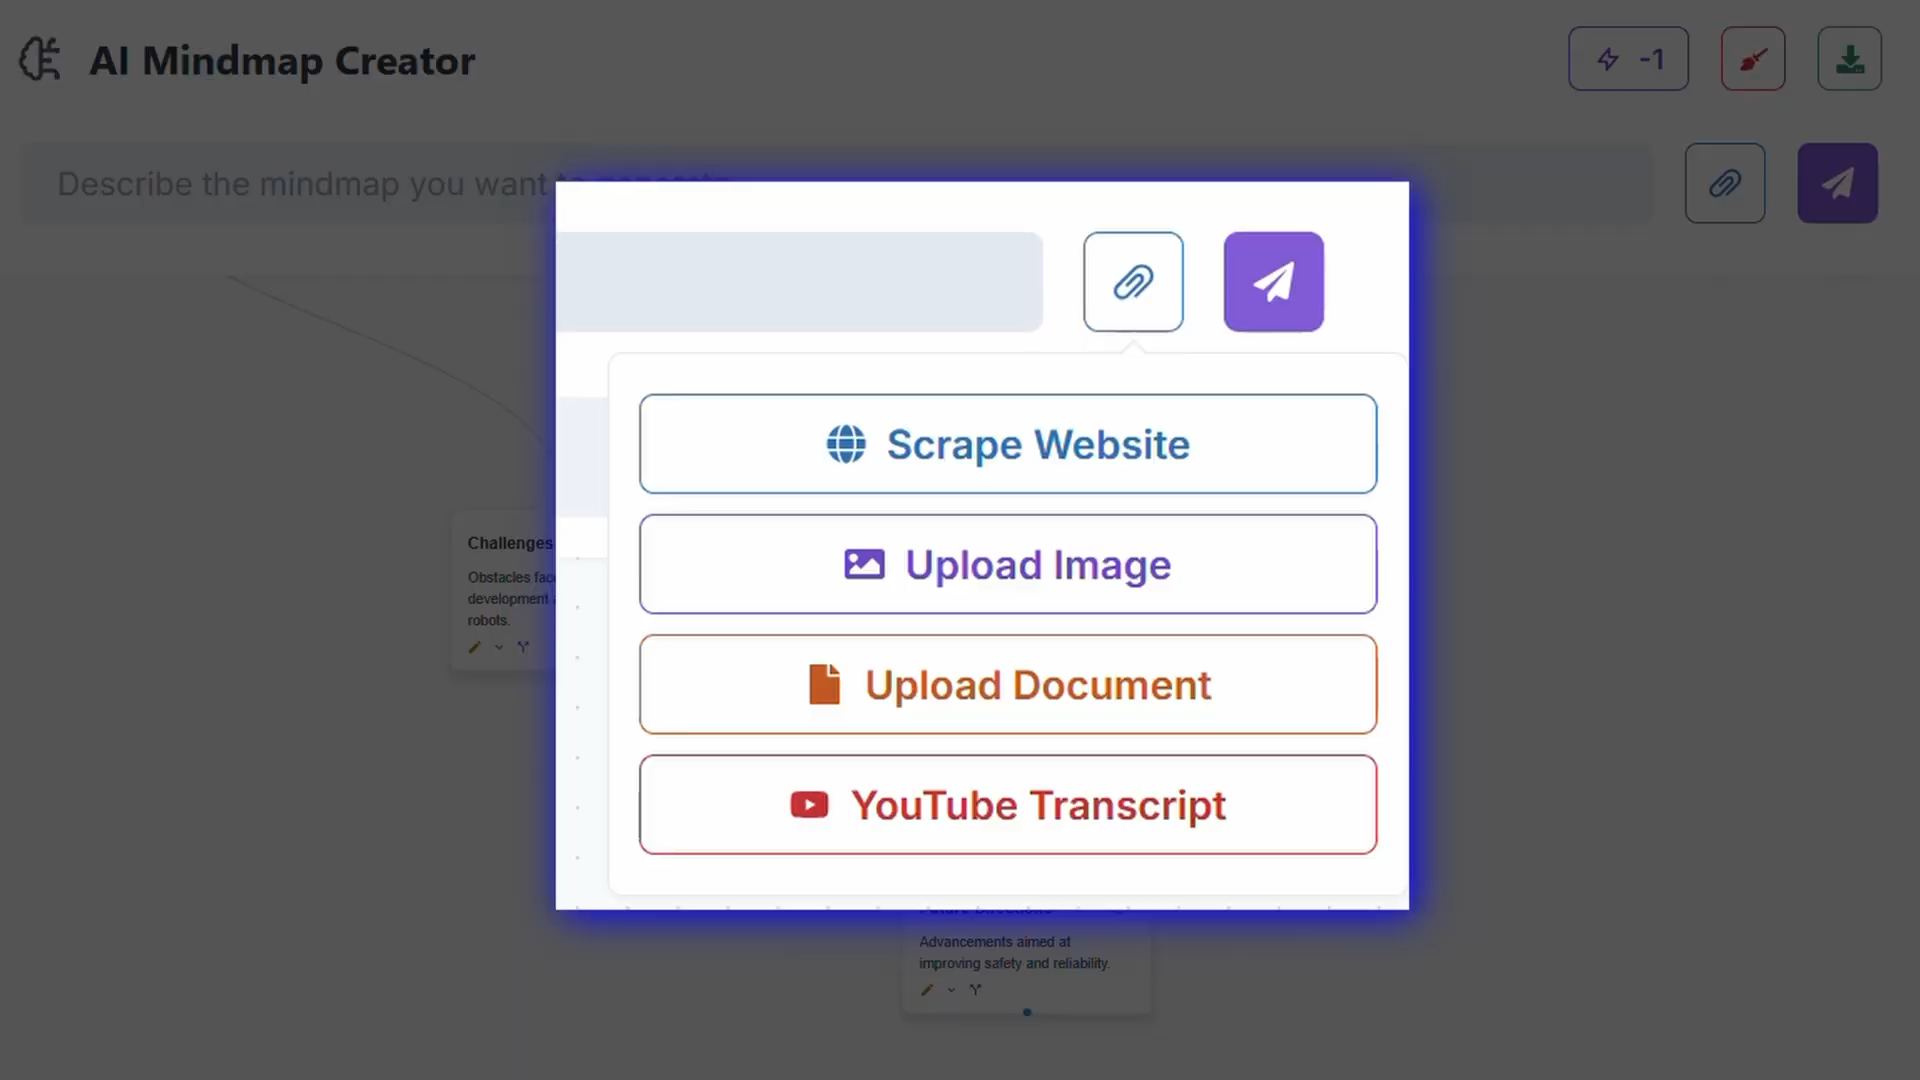 AI Mindmap Creator
-1
Describe the mindmap you want
Scrape Website
Upload Image
Upload Document
YouTube Transcript
Challenges
Obstacles
development
robots.
Advancements aimed at
improving safety and reliability.